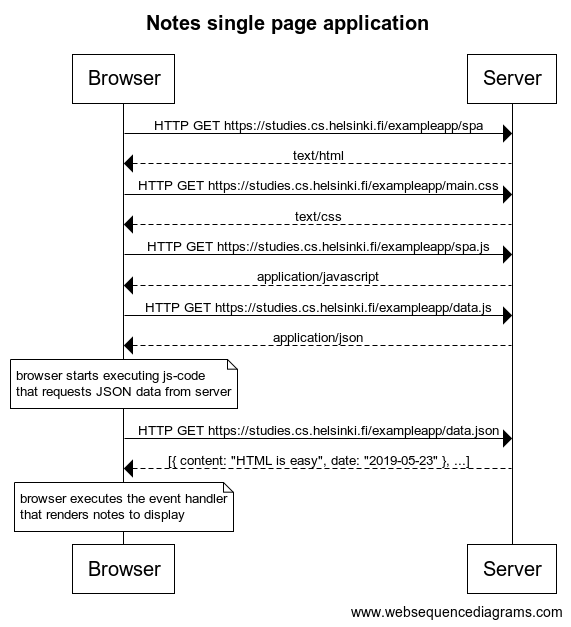 Notes single page application
Browser Server
HTTP GET https://studies.cs.helsinki.fi/exampleapp/spa
text/html
HTTP GET https://studies.cs.helsinki.fi/exampleapp/main.css
text/css
HTTP GET https://studies.cs.helsinki.fi/exampleapp/spa.js
application/javascript
HTTP GET https://studies.cs.helsinki.fi/exampleapp/data.js
application/json
browser starts executing js-code
that requests JSON data from server
HTTP GET https://studies.cs.helsinki.fi/exampleapp/data.json
[{ content: "HTML is easy", date: "2019-05-23" }, ...]
browser executes the event handler
that renders notes to display
Browser Server
www.websequencediagrams.com